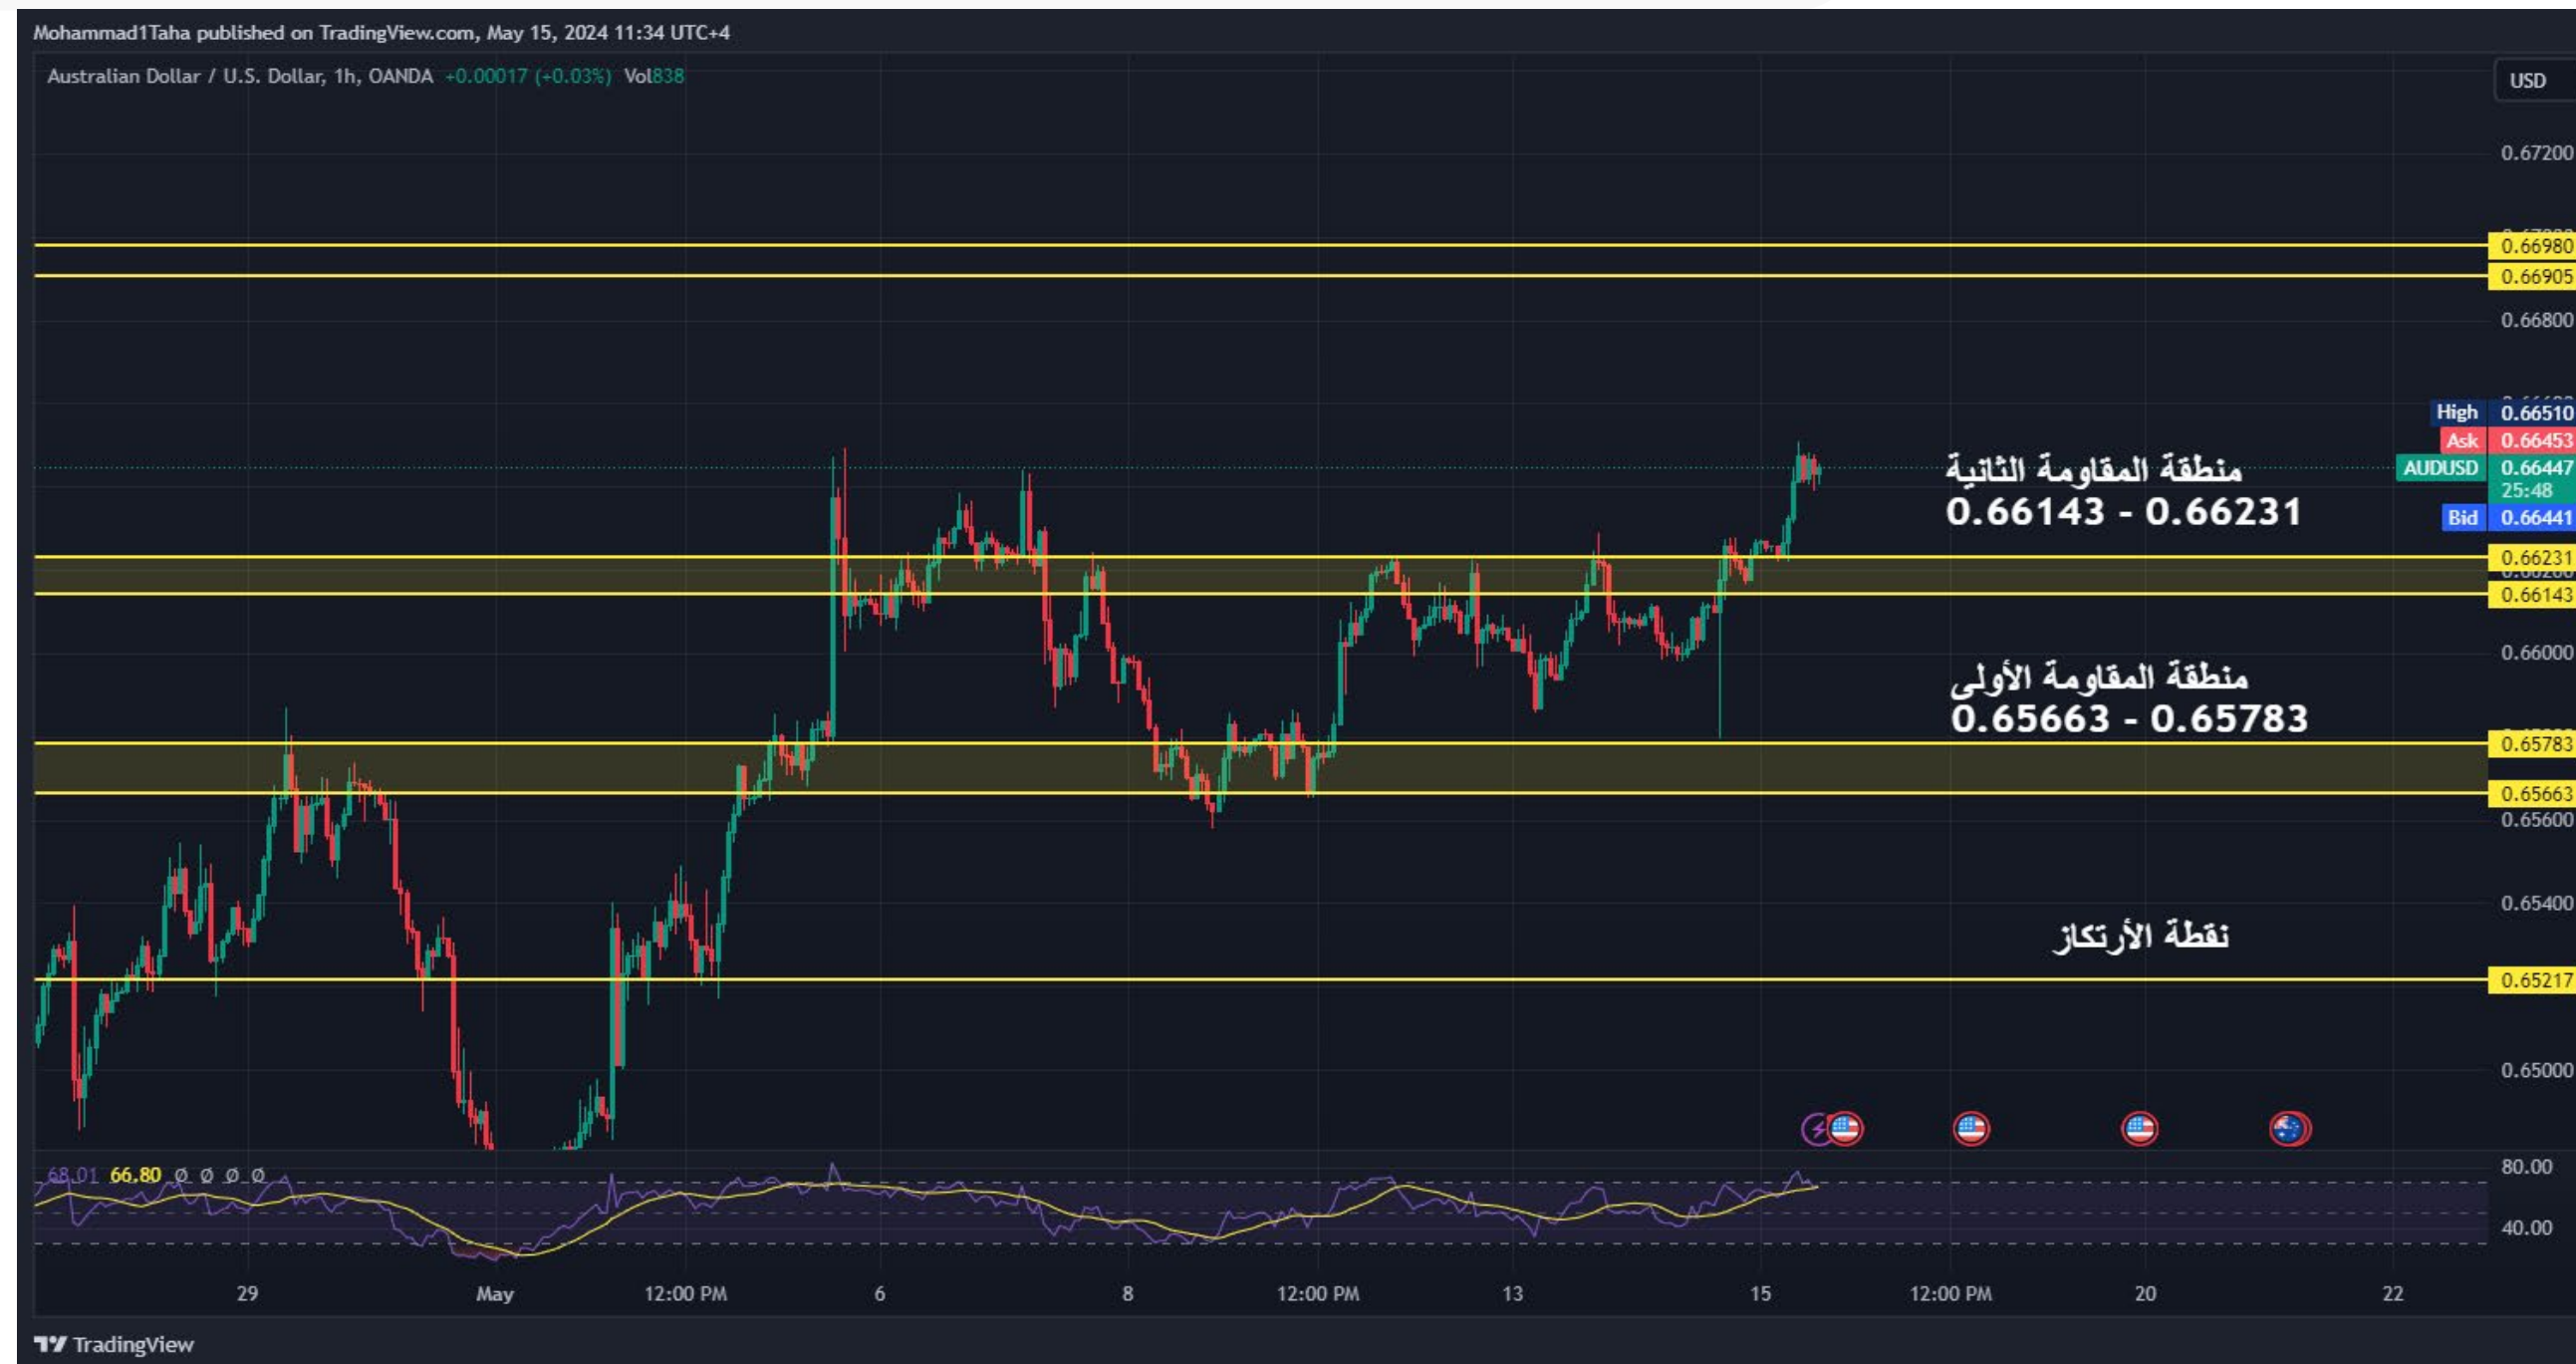 Mohammad1Taha published on TradingView.com, May 15, 2024 11:34 UTC+4
Australian Dollar / U.S. Dollar, 1h, OANDA +0.00017 (+0.03%) Vol838
USD
0.67200
0.66980
0.66905
0.66800
High 0.66510
Ask 0.66453
AUDUSD 0.66447
25:48
Bid 0.66441
منطقة المقاومة الثانية
0.66143 - 0.66231
0.66231
0.66143
0.66000
منطقة المقاومة الأولى
0.65663 - 0.65783
0.65783
0.65663
0.65600
0.65400
نقطة الأرتكاز
0.65217
0.65000
68.01 66.80 Ø Ø Ø Ø
80.00
40.00
29 May 12:00 PM 6 8 12:00 PM 13 15 12:00 PM 20 22
TradingView